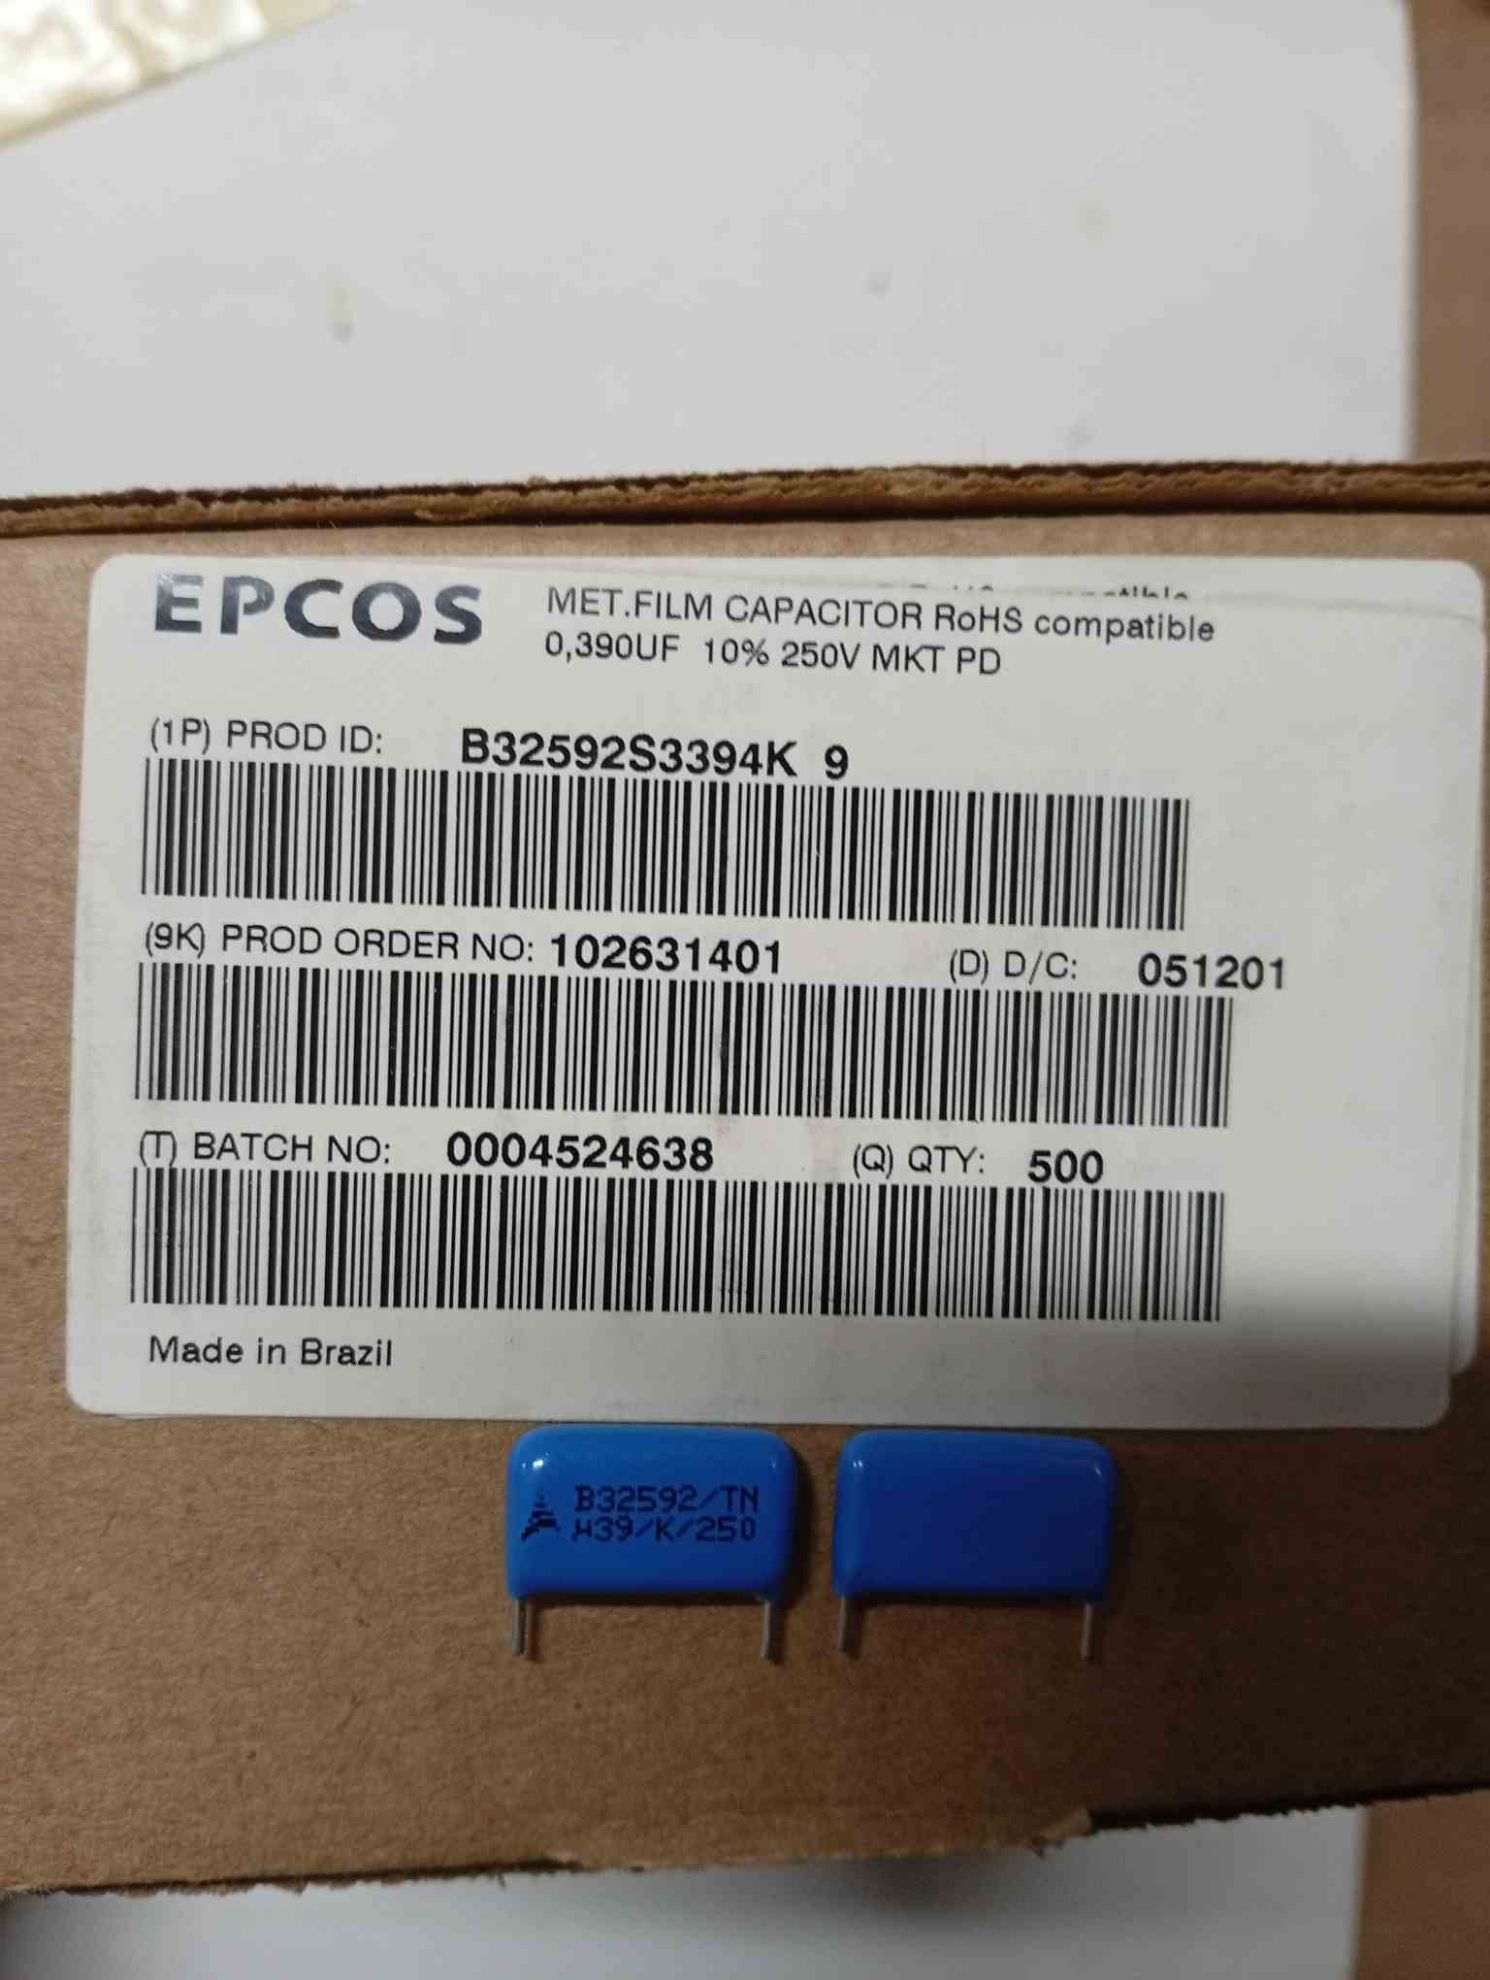 EPCOS
MET.FILM CAPACITOR RoHS compatible
0,390UF 10% 250V MKT PD
(1P) PROD ID: B32592S3394K 9
(9K) PROD ORDER NO: 102631401 (D) D/C: 051201
(T) BATCH NO: 0004524638 (Q) QTY: 500
Made in Brazil
B32592/TN
µ39/K/250